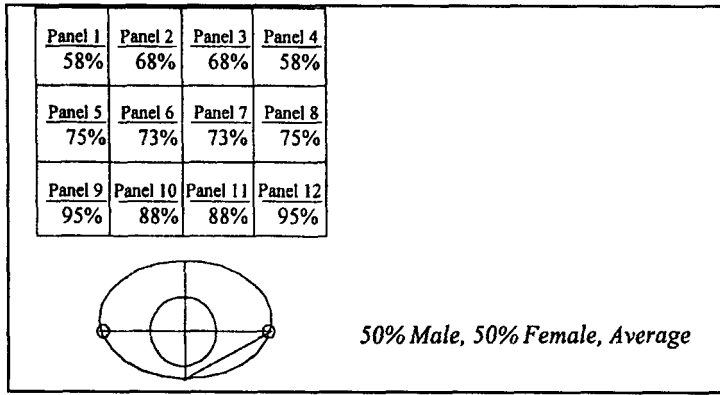 Panel 1 Panel 2 Panel 3 Panel 4
58% 68% 68% 58%
Panel 5 Panel 6 Panel 7 Panel 8
75% 73% 73% 75%
Panel 9 Panel 10 Panel 11 Panel 12
95% 88% 88% 95%
50% Male, 50% Female, Average